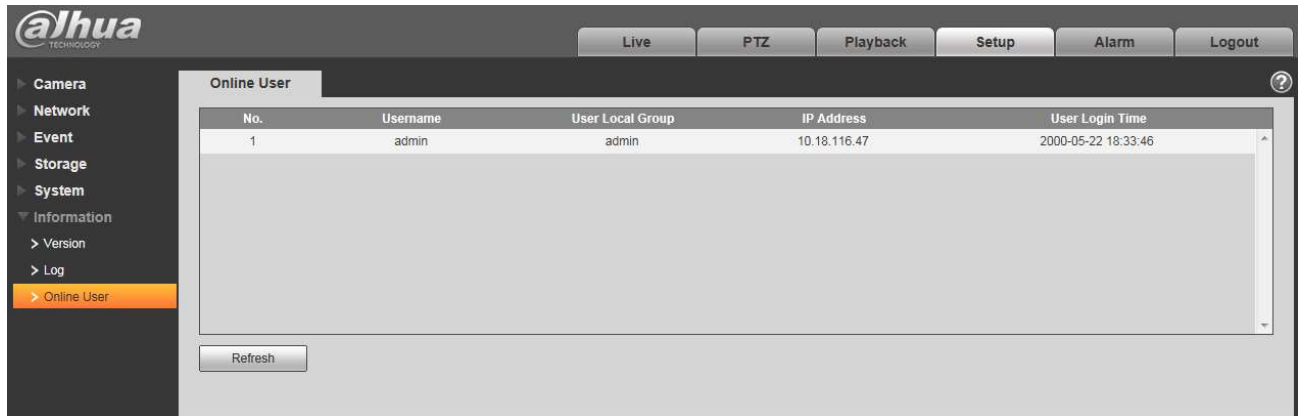 alhua
TECHNOLOGY
Live PTZ Playback Setup Alarm Logout
Camera
Network
Event
Storage
System
Information
> Version
> Log
> Online User
Online User
?
No. Username User Local Group IP Address User Login Time
1 admin admin 10.18.116.47 2000-05-22 18:33:46
Refresh